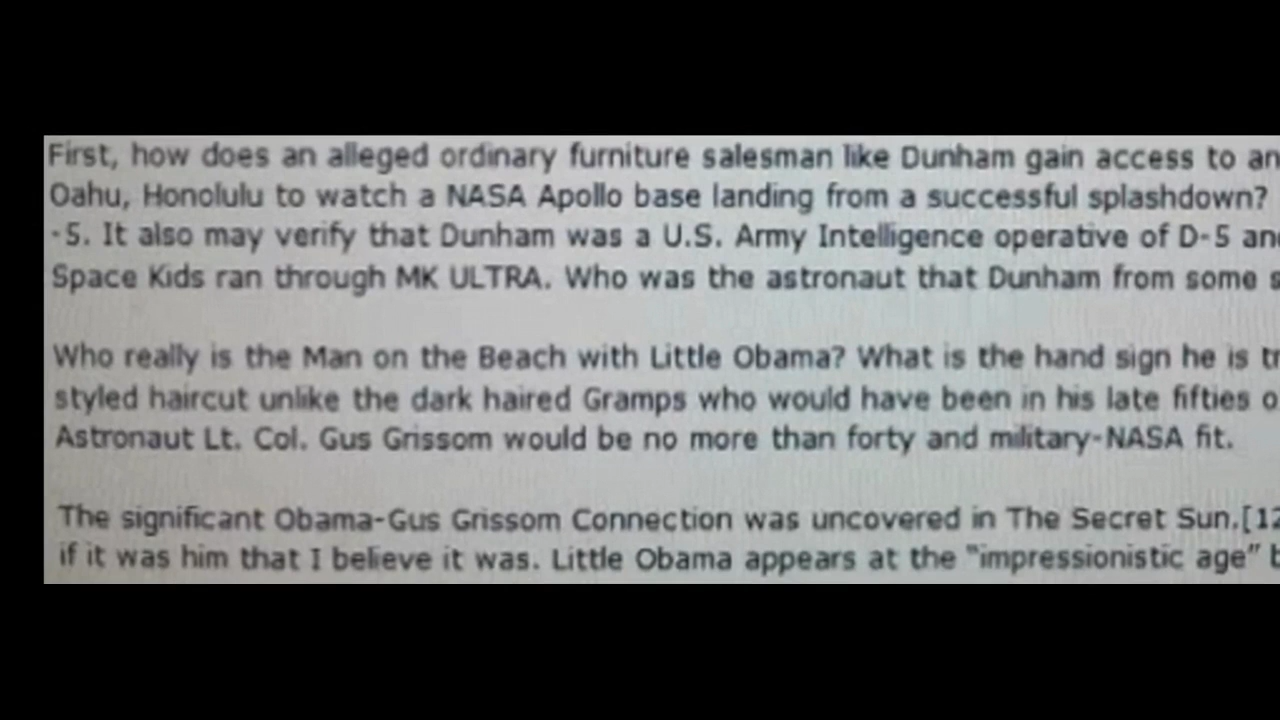 First, how does an alleged ordinary furniture salesman like Dunham gain access to an
Oahu, Honolulu to watch a NASA Apollo base landing from a successful splashdown?
-5. It also may verify that Dunham was a U.S. Army Intelligence operative of D-5 and
Space Kids ran through MK ULTRA. Who was the astronaut that Dunham from some s
Who really is the Man on the Beach with Little Obama? What is the hand sign he is tr
styled haircut unlike the dark haired Gramps who would have been in his late fifties o
Astronaut Lt. Col. Gus Grissom would be no more than forty and military-NASA fit.
The significant Obama-Gus Grissom Connection was uncovered in The Secret Sun.[12
if it was him that I believe it was. Little Obama appears at the "impressionistic age" b